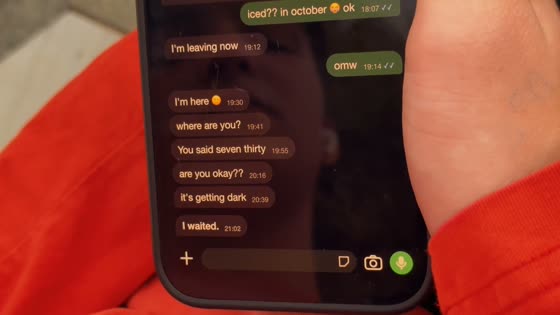 iced?? in october 🥵 ok 18:07
I'm leaving now 19:12
omw 19:14
I'm here 🙂 19:30
where are you? 19:41
You said seven thirty 19:55
are you okay?? 20:16
it's getting dark 20:39
I waited. 21:02